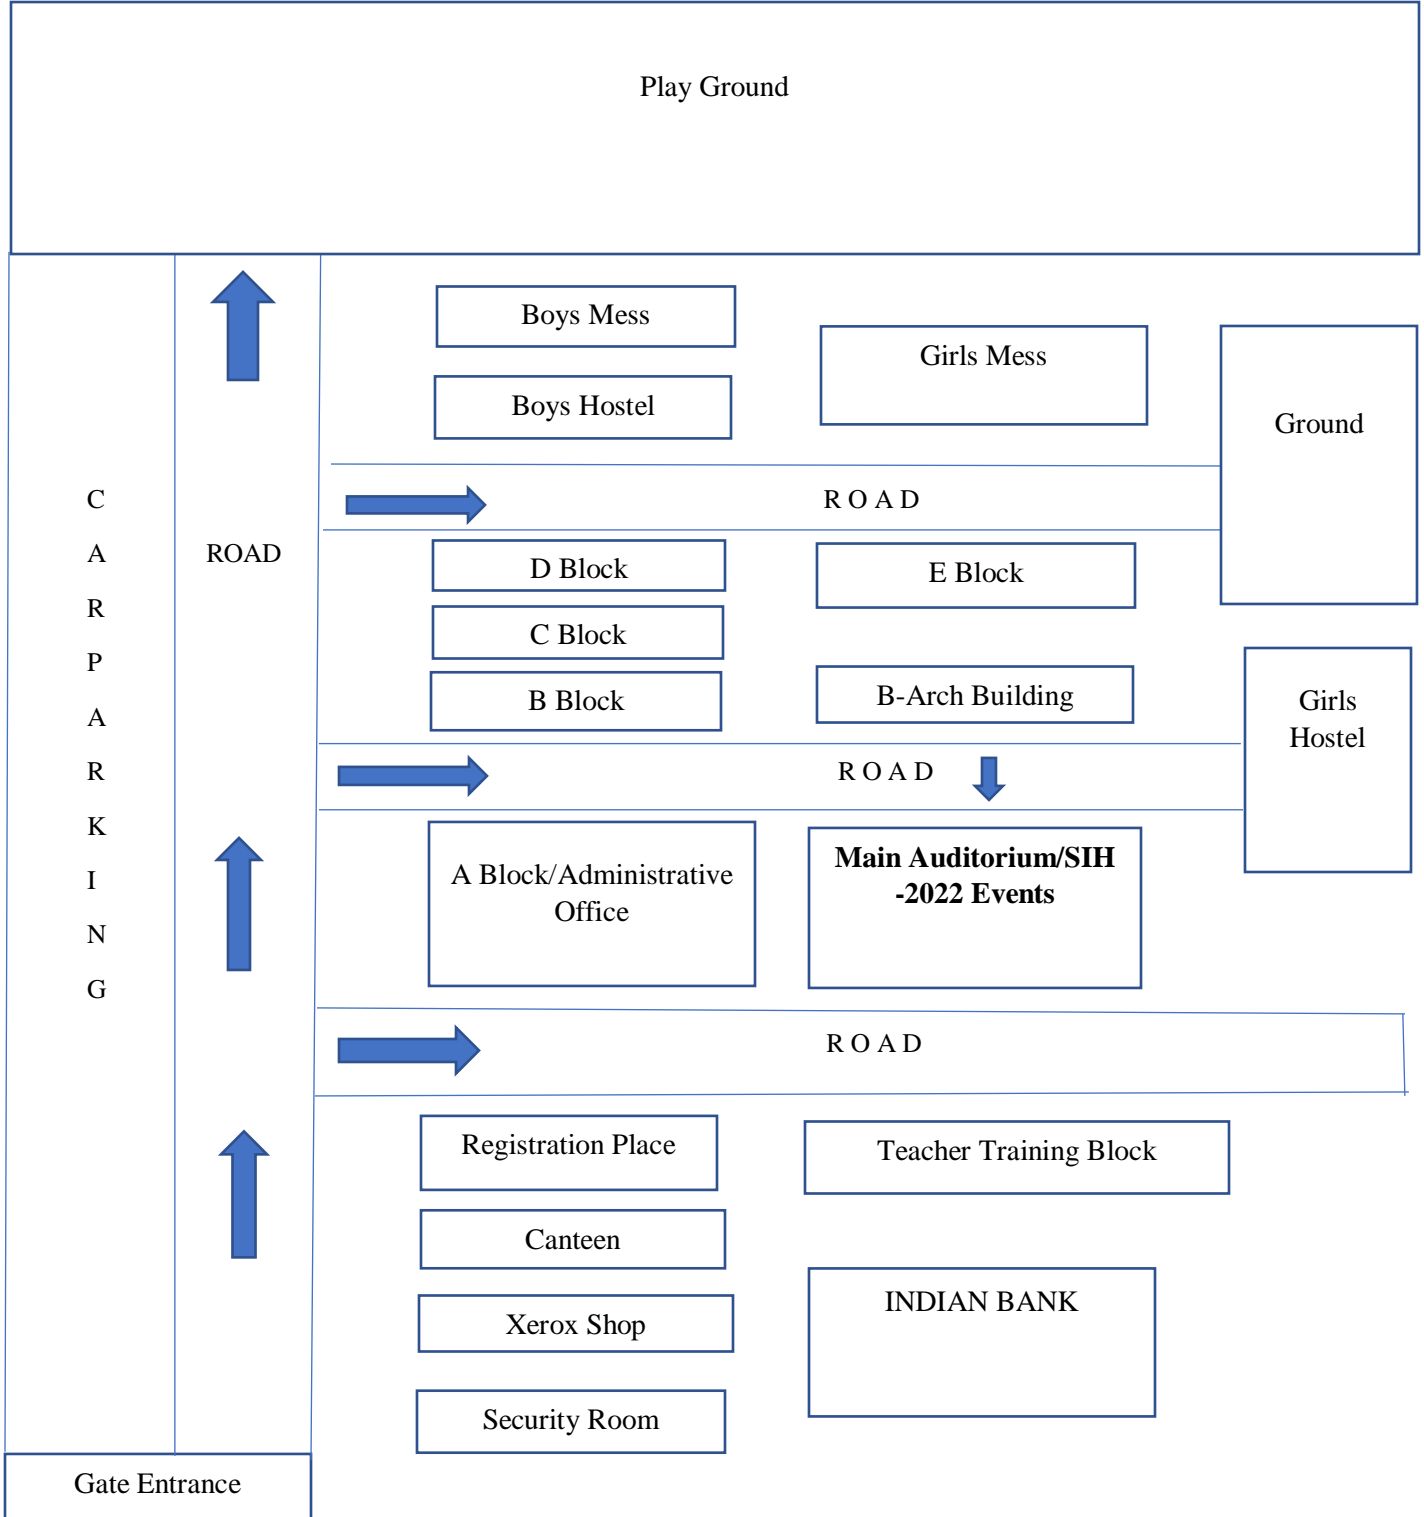 Play Ground
Boys Mess
Girls Mess
Boys Hostel
Ground
C
A
R
P
A
R
K
I
N
G
ROAD
R O A D
D Block
E Block
C Block
B Block
B-Arch Building
Girls
Hostel
R O A D
A Block/Administrative
Office
Main Auditorium/SIH
-2022 Events
R O A D
Registration Place
Teacher Training Block
Canteen
INDIAN BANK
Xerox Shop
Security Room
Gate Entrance